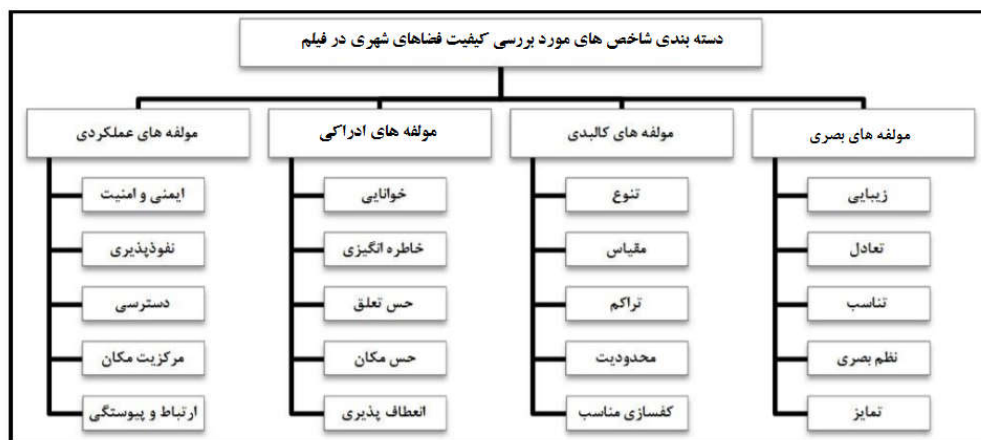 دسته بندی شاخص های مورد بررسی کیفیت فضاهای شهری در فیلم
مولفه های بصری
مولفه های کالبدی
مولفه های ادراکی
مولفه های عملکردی
زیبایی
تنوع
خوانایی
ایمنی و امنیت
تعادل
مقیاس
خاطره انگیزی
نفوذپذیری
تناسب
تراکم
حس تعلق
دسترسی
نظم بصری
محدودیت
حس مکان
مرکزیت مکان
تمایز
کفسازی مناسب
انعطاف پذیری
ارتباط و پیوستگی